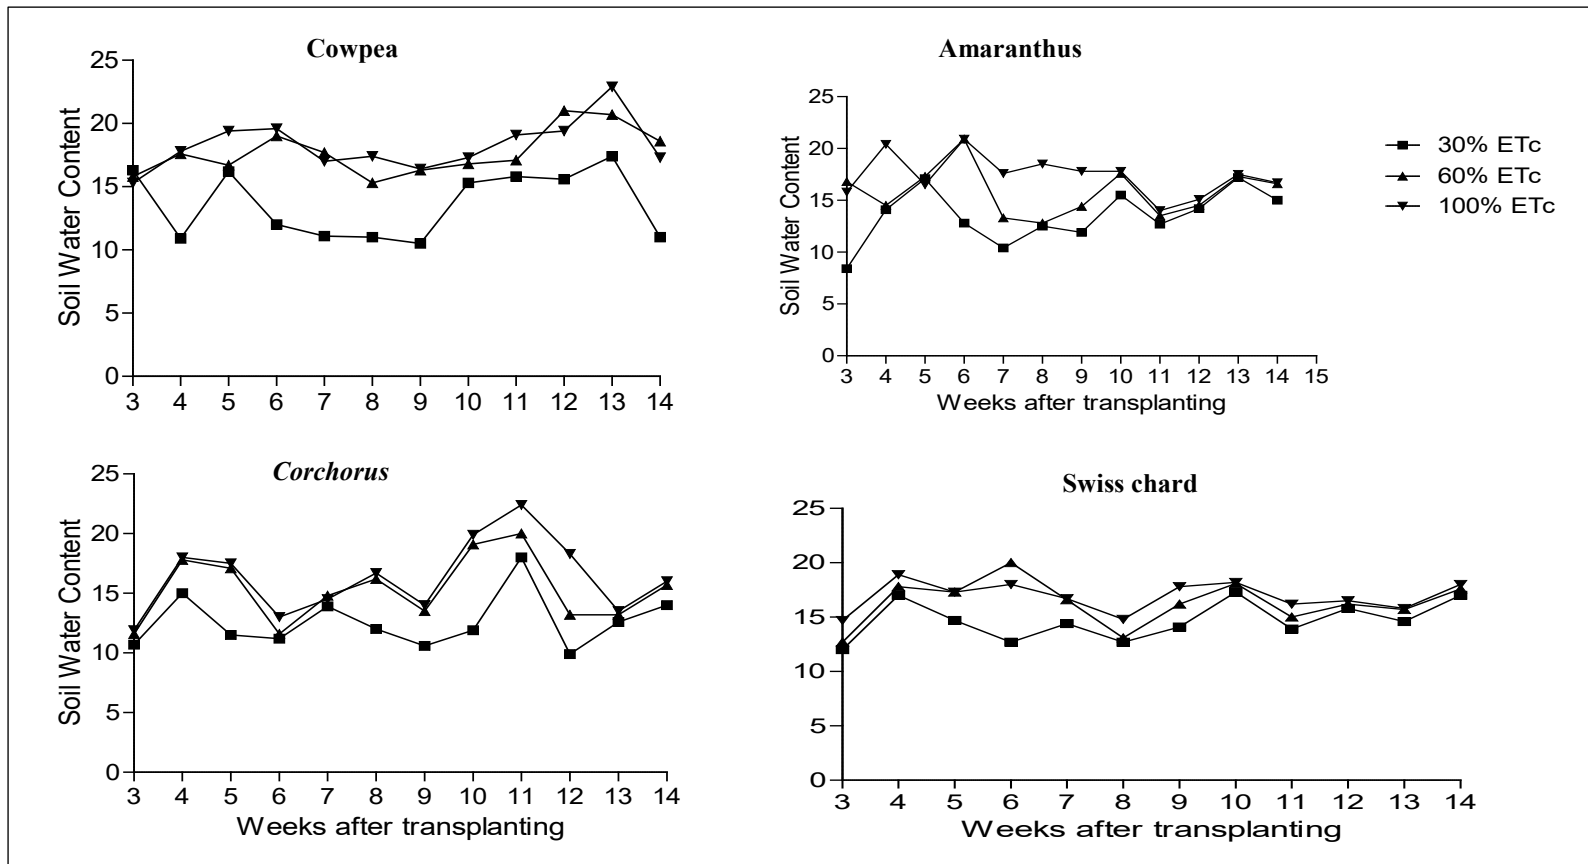 Cowpea
Soil Water Content
25
20
15
10
5
0
3 4 5 6 7 8 9 10 11 12 13 14
Amaranthus
Soil Water Content
25
20
15
10
5
0
3 4 5 6 7 8 9 10 11 12 13 14 15
Weeks after transplanting
30% ETc
60% ETc
100% ETc
Corchorus
Soil Water Content
25
20
15
10
5
0
3 4 5 6 7 8 9 10 11 12 13 14
Weeks after transplanting
Swiss chard
25
20
15
10
5
0
3 4 5 6 7 8 9 10 11 12 13 14
Weeks after transplanting